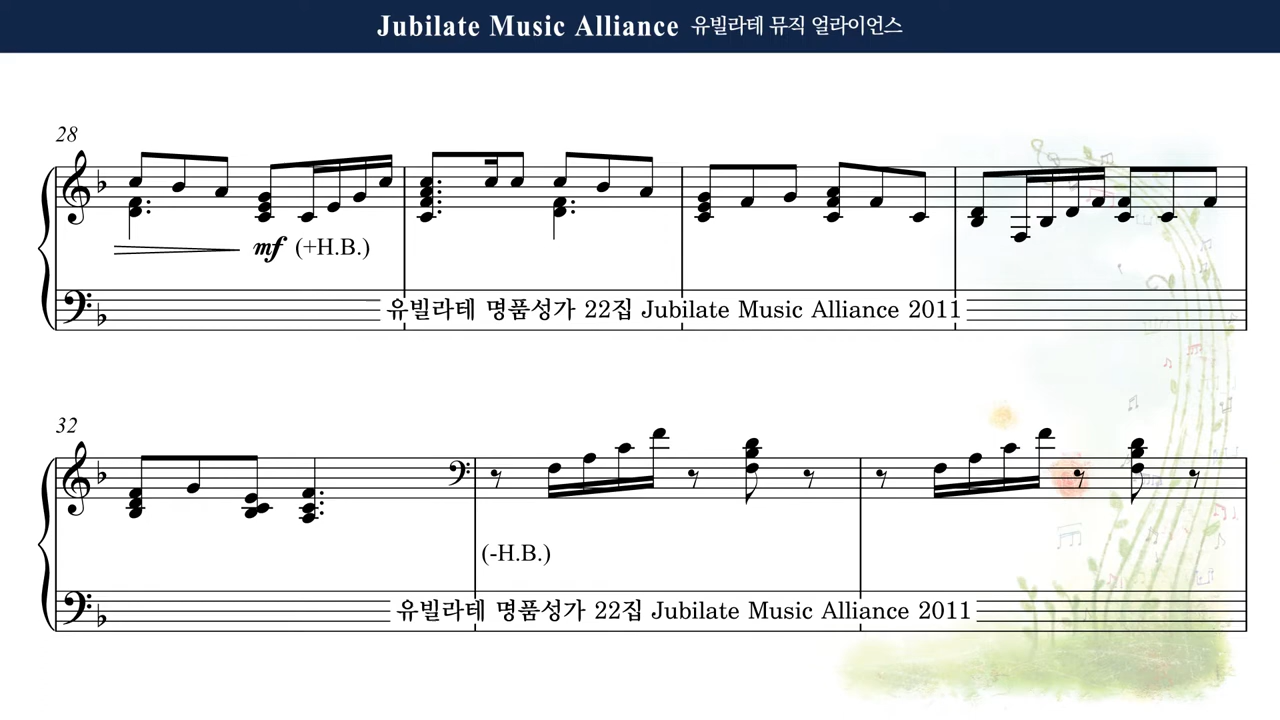 Jubilate Music Alliance 유빌라테 뮤직 얼라이언스
28
mf (+H.B.)
유빌라테 명품성가 22집 Jubilate Music Alliance 2011
32
(-H.B.)
유빌라테 명품성가 22집 Jubilate Music Alliance 2011